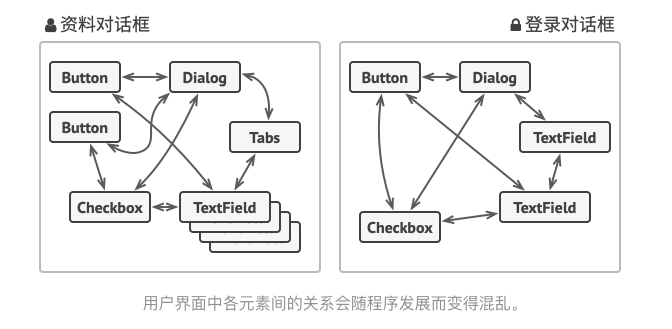 资料对话框
登录对话框
Button
Dialog
Button
Tabs
Checkbox
TextField
Button
Dialog
TextField
TextField
Checkbox
用户界面中各元素间的关系会随程序发展而变得混乱。